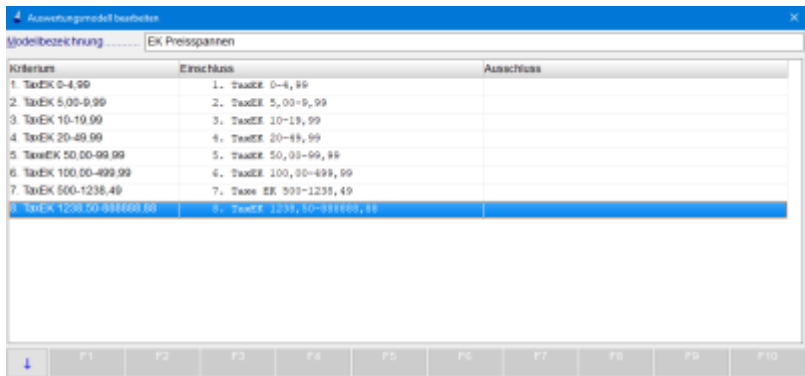 Auswertungsmodell bearbeiten
Modellbezeichnung EK Preisspannen
Kriterium Einschluss Ausschluss
1. TaxEK 0-4,99 1. TaxEK 0-4,99
2. TaxEK 5,00-9,99 2. TaxEK 5,00-9,99
3. TaxEK 10-19,99 3. TaxEK 10-19,99
4. TaxEK 20-49,99 4. TaxEK 20-49,99
5. TaxeEK 50,00-99,99 5. TaxEK 50,00-99,99
6. TaxEK 100,00-499,99 6. TaxEK 100,00-499,99
7. TaxEK 500-1238,49 7. Taxe EK 500-1238,49
8. TaxEK 1238,50-888888,88 8. TaxEK 1238,50-888888,88
F1 F2 F3 F4 F5 F6 F7 F8 F9 F10